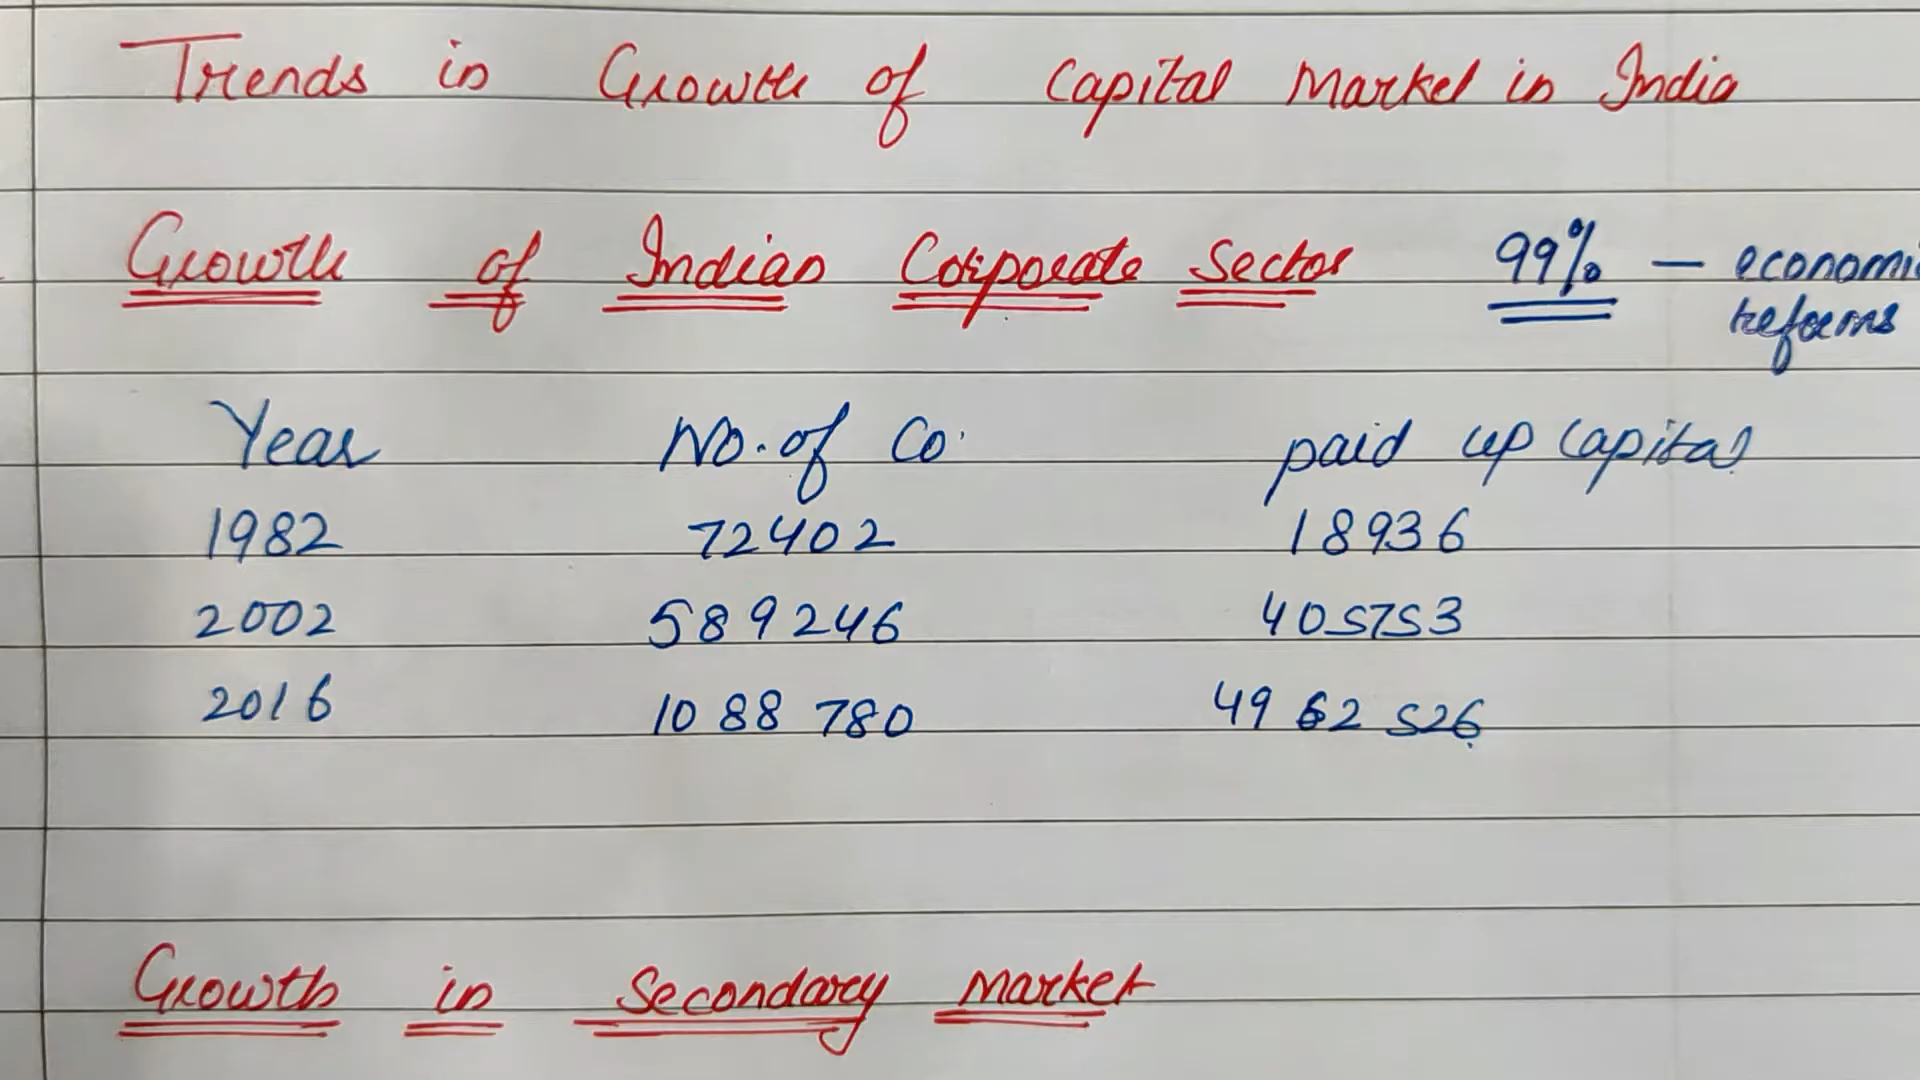 Trends in Growth of Capital Market in India
Growth of Indian Corporate Sector 99% — economic
reforms
Year No. of Co. paid up capital
1982 72402 18936
2002 589246 405753
2016 10 88 780 49 62 526
Growth in Secondary market